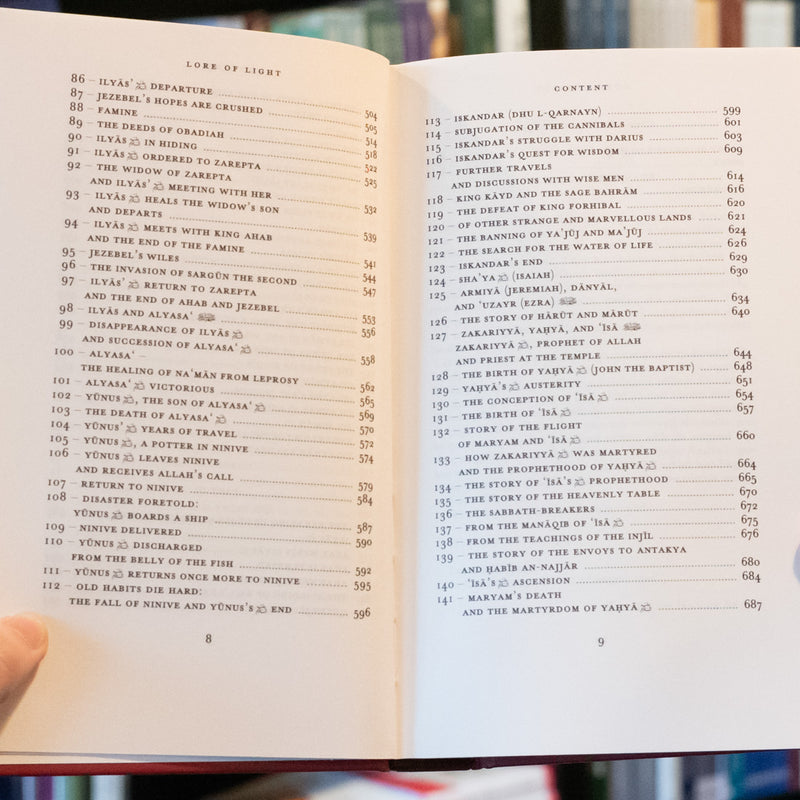 LORE OF LIGHT
86 – ILYĀS' DEPARTURE 504
87 – JEZEBEL'S HOPES ARE CRUSHED 505
88 – FAMINE 514
89 – THE DEEDS OF OBADIAH 518
90 – ILYĀS IN HIDING 522
91 – ILYĀS ORDERED TO ZAREPTA 525
92 – THE WIDOW OF ZAREPTA
AND ILYĀS' MEETING WITH HER 532
93 – ILYĀS HEALS THE WIDOW'S SON
AND DEPARTS 539
94 – ILYĀS MEETS WITH KING AHAB
AND THE END OF THE FAMINE 541
95 – JEZEBEL'S WILES 544
96 – THE INVASION OF SARGŪN THE SECOND 547
97 – ILYĀS' RETURN TO ZAREPTA
AND THE END OF AHAB AND JEZEBEL 553
98 – ILYĀS AND ALYASAʿ 556
99 – DISAPPEARANCE OF ILYĀS
AND SUCCESSION OF ALYASAʿ 558
100 – ALYASAʿ –
THE HEALING OF NAʿMĀN FROM LEPROSY 562
101 – ALYASAʿ VICTORIOUS 565
102 – YŪNUS, THE SON OF ALYASAʿ 569
103 – THE DEATH OF ALYASAʿ 570
104 – YŪNUS' YEARS OF TRAVEL 572
105 – YŪNUS, A POTTER IN NINIVE 574
106 – YŪNUS LEAVES NINIVE
AND RECEIVES ALLAH'S CALL 579
107 – RETURN TO NINIVE 584
108 – DISASTER FORETOLD:
YŪNUS BOARDS A SHIP 587
109 – NINIVE DELIVERED 590
110 – YŪNUS DISCHARGED
FROM THE BELLY OF THE FISH 592
111 – YŪNUS RETURNS ONCE MORE TO NINIVE 595
112 – OLD HABITS DIE HARD:
THE FALL OF NINIVE AND YŪNUS'S END 596
8
CONTENT
113 – ISKANDAR (DHU L-QARNAYN) 599
114 – SUBJUGATION OF THE CANNIBALS 601
115 – ISKANDAR'S STRUGGLE WITH DARIUS 603
116 – ISKANDAR'S QUEST FOR WISDOM 609
117 – FURTHER TRAVELS
AND DISCUSSIONS WITH WISE MEN 614
118 – KING KĀYD AND THE SAGE BAHRĀM 616
119 – THE DEFEAT OF KING FORHIBAL 620
120 – OF OTHER STRANGE AND MARVELLOUS LANDS 621
121 – THE BANNING OF YA'JŪJ AND MA'JŪJ 624
122 – THE SEARCH FOR THE WATER OF LIFE 626
123 – ISKANDAR'S END 629
124 – SHA'YA (ISAIAH) 630
125 – ARMIYĀ (JEREMIAH), DĀNYĀL,
AND ʿUZAYR (EZRA) 634
126 – THE STORY OF HĀRŪT AND MĀRŪT 640
127 – ZAKARIYYĀ, YAḤYĀ, AND ʿĪSĀ
ZAKARIYYĀ, PROPHET OF ALLAH
AND PRIEST AT THE TEMPLE 644
128 – THE BIRTH OF YAḤYĀ (JOHN THE BAPTIST) 648
129 – YAḤYĀ'S AUSTERITY 651
130 – THE CONCEPTION OF ʿĪSĀ 654
131 – THE BIRTH OF ʿĪSĀ 657
132 – STORY OF THE FLIGHT
OF MARYAM AND ʿĪSĀ 660
133 – HOW ZAKARIYYĀ WAS MARTYRED
AND THE PROPHETHOOD OF YAḤYĀ 664
134 – THE STORY OF ʿĪSĀ'S PROPHETHOOD 665
135 – THE STORY OF THE HEAVENLY TABLE 670
136 – THE SABBATH-BREAKERS 672
137 – FROM THE MANĀQIB OF ʿĪSĀ 675
138 – FROM THE TEACHINGS OF THE INJĪL 676
139 – THE STORY OF THE ENVOYS TO ANTAKYA
AND ḤABĪB AN-NAJJĀR 680
140 – ʿĪSĀ'S ASCENSION 684
141 – MARYAM'S DEATH
AND THE MARTYRDOM OF YAḤYĀ 687
9